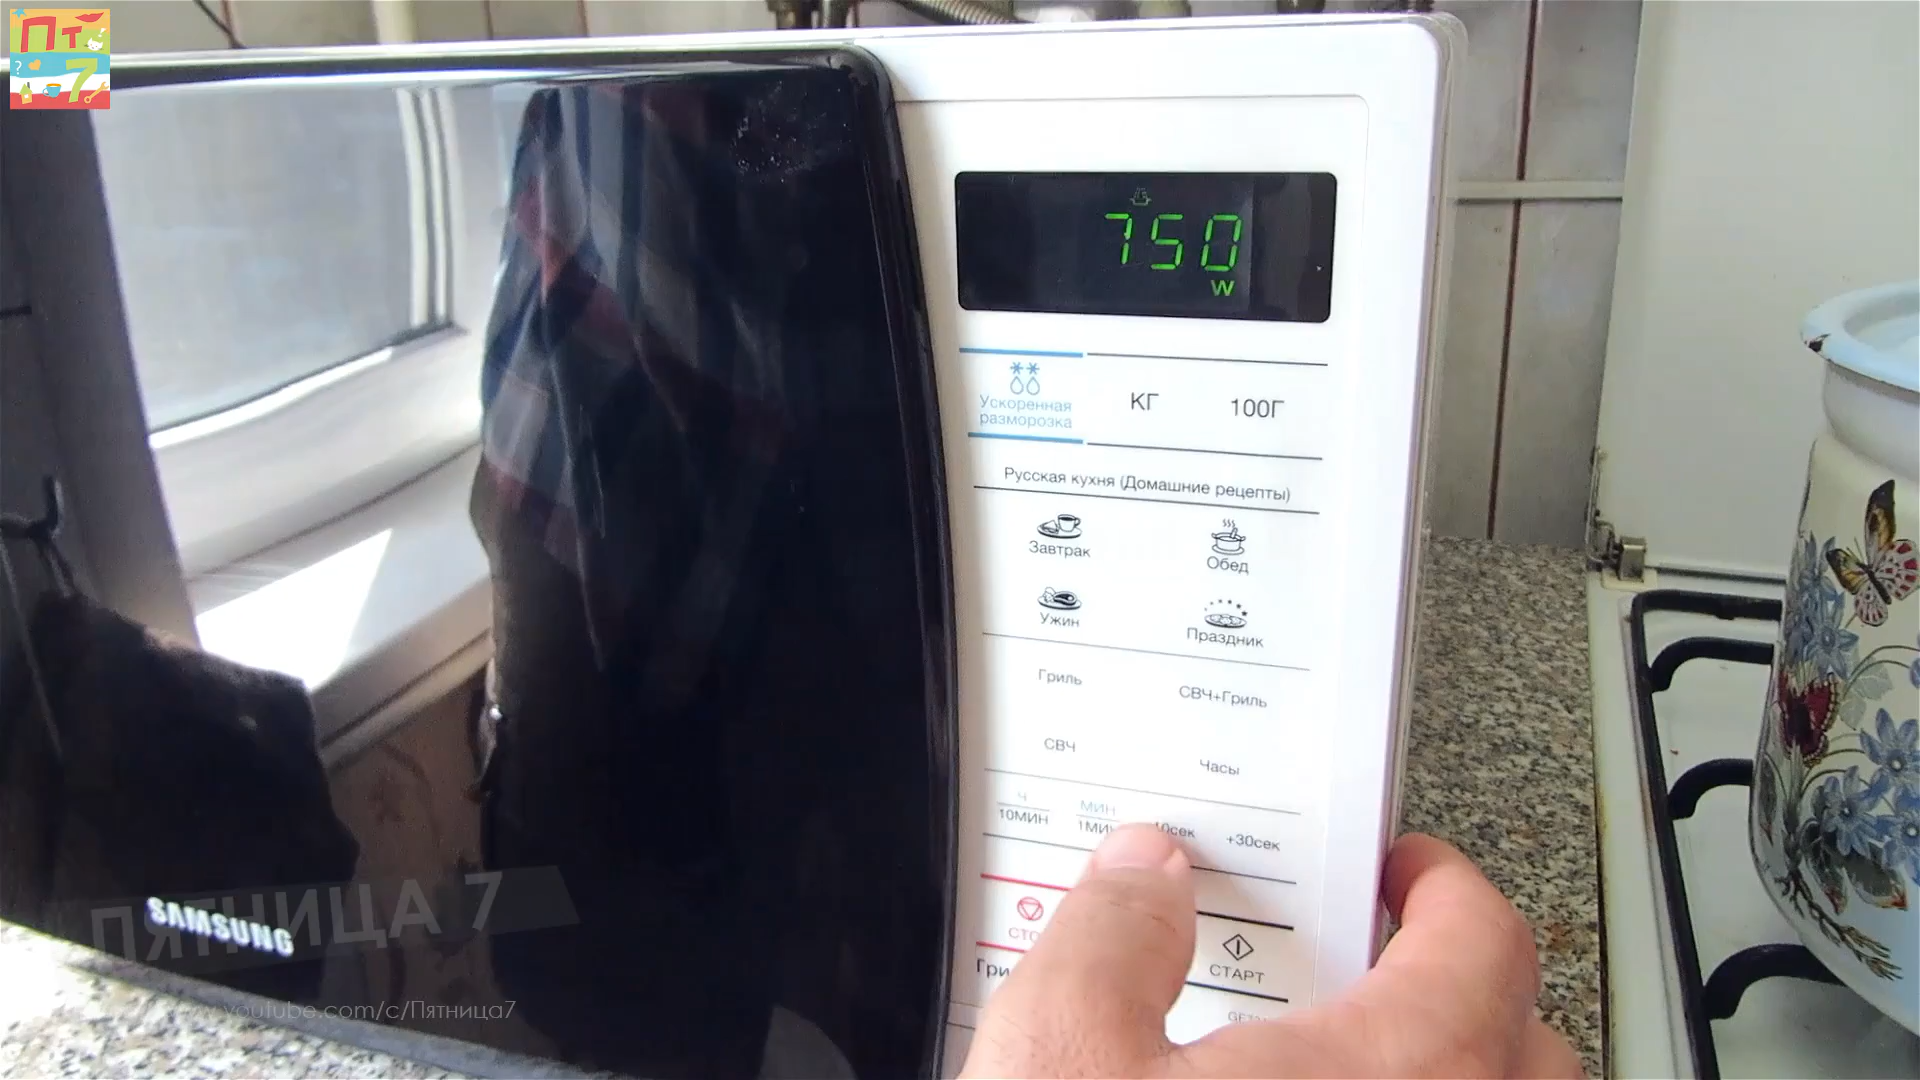 Пт
7
750
W
Ускоренная
разморозка
КГ
100Г
Русская кухня (Домашние рецепты)
Завтрак
Обед
Ужин
Праздник
Гриль
СВЧ+Гриль
СВЧ
Часы
Ч
10МИН
МИН
+30сек
СТАРТ
ПЯТНИЦА 7
SAMSUNG
youtube.com/c/Пятница7